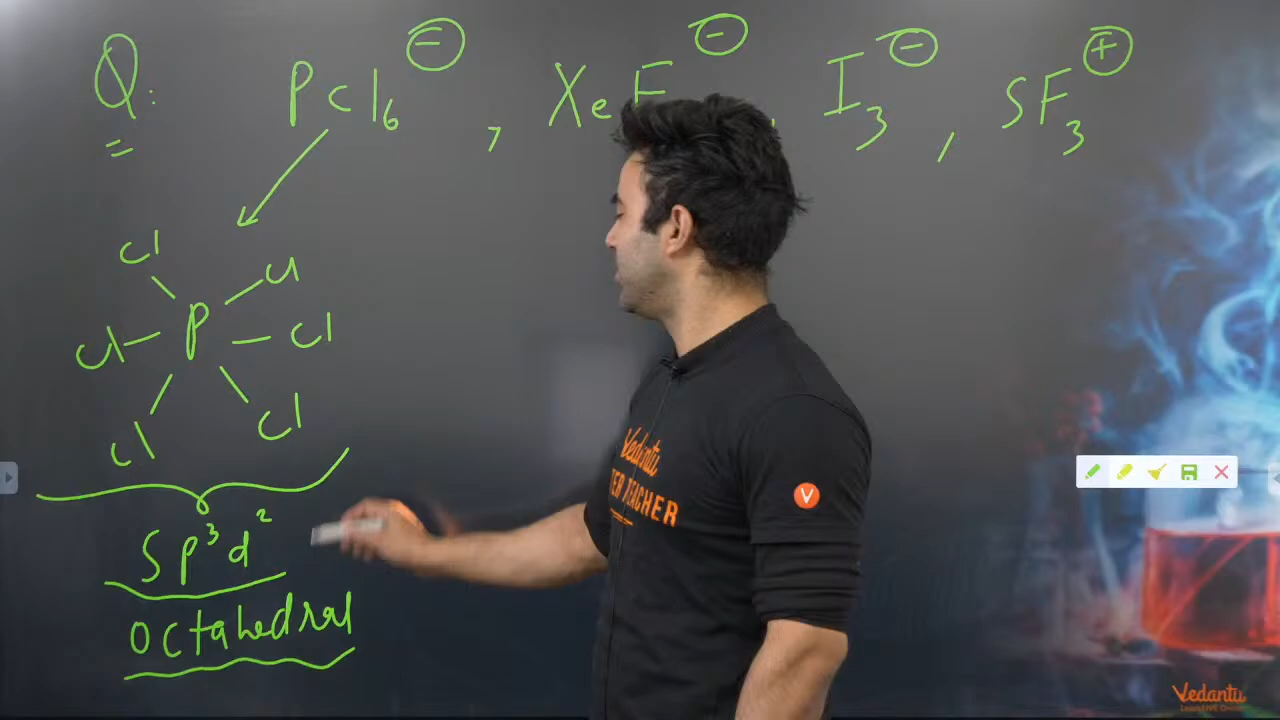 Q: PCl6⊖ , XeF⊖ , I3⊖ , SF3⊕
Cl Cl
Cl P Cl
Cl Cl
Sp³d²
Octahedral
Vedantu
TEACHER
V
Vedantu